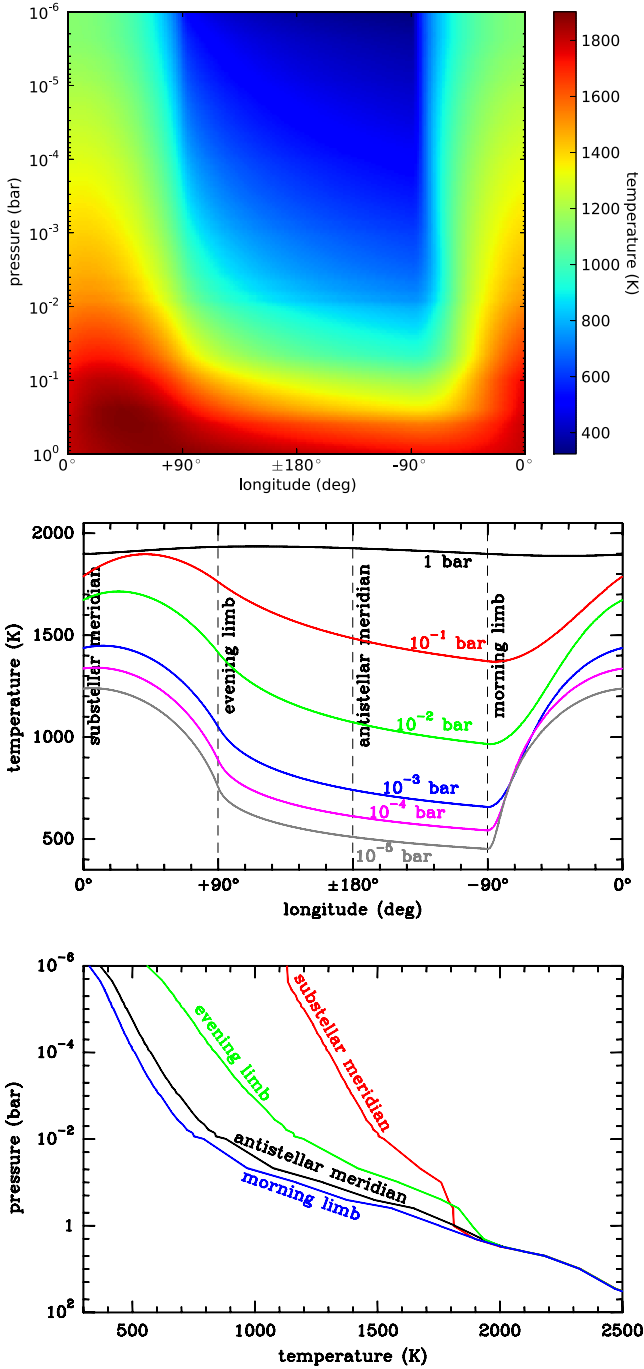 10⁻⁶
10⁻⁵
10⁻⁴
10⁻³
10⁻²
10⁻¹
10⁰
pressure (bar)
0°
+90°
±180°
-90°
0°
longitude (deg)
1800
1600
1400
1200
1000
800
600
400
temperature (K)
2000
1500
1000
500
temperature (K)
substellar meridian
evening limb
antistellar meridian
morning limb
1 bar
10⁻¹ bar
10⁻² bar
10⁻³ bar
10⁻⁴ bar
10⁻⁵ bar
0°
+90°
±180°
-90°
0°
longitude (deg)
10⁻⁶
10⁻⁴
10⁻²
1
10²
pressure (bar)
substellar meridian
evening limb
antistellar meridian
morning limb
500
1000
1500
2000
2500
temperature (K)